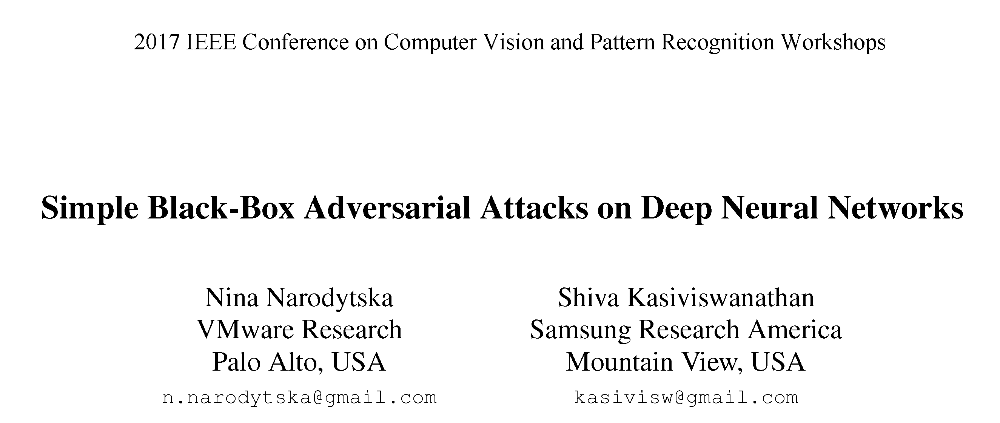 2017 IEEE Conference on Computer Vision and Pattern Recognition Workshops
Simple Black-Box Adversarial Attacks on Deep Neural Networks
Nina Narodytska
VMware Research
Palo Alto, USA
n.narodytska@gmail.com
Shiva Kasiviswanathan
Samsung Research America
Mountain View, USA
kasivisw@gmail.com